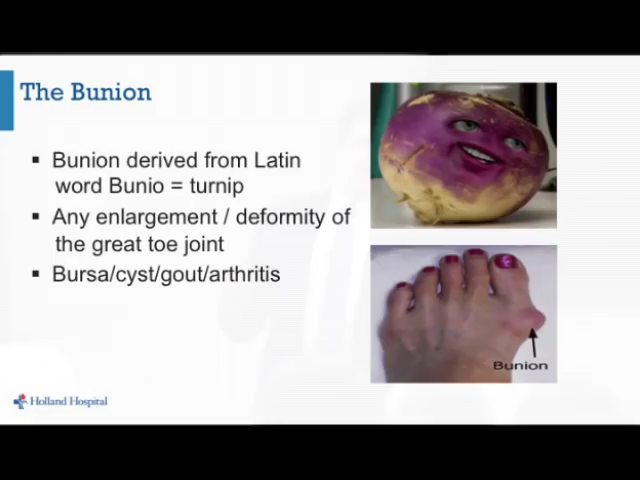 The Bunion
▪ Bunion derived from Latin
word Bunio = turnip
▪ Any enlargement / deformity of
the great toe joint
▪ Bursa/cyst/gout/arthritis
Bunion
Holland Hospital